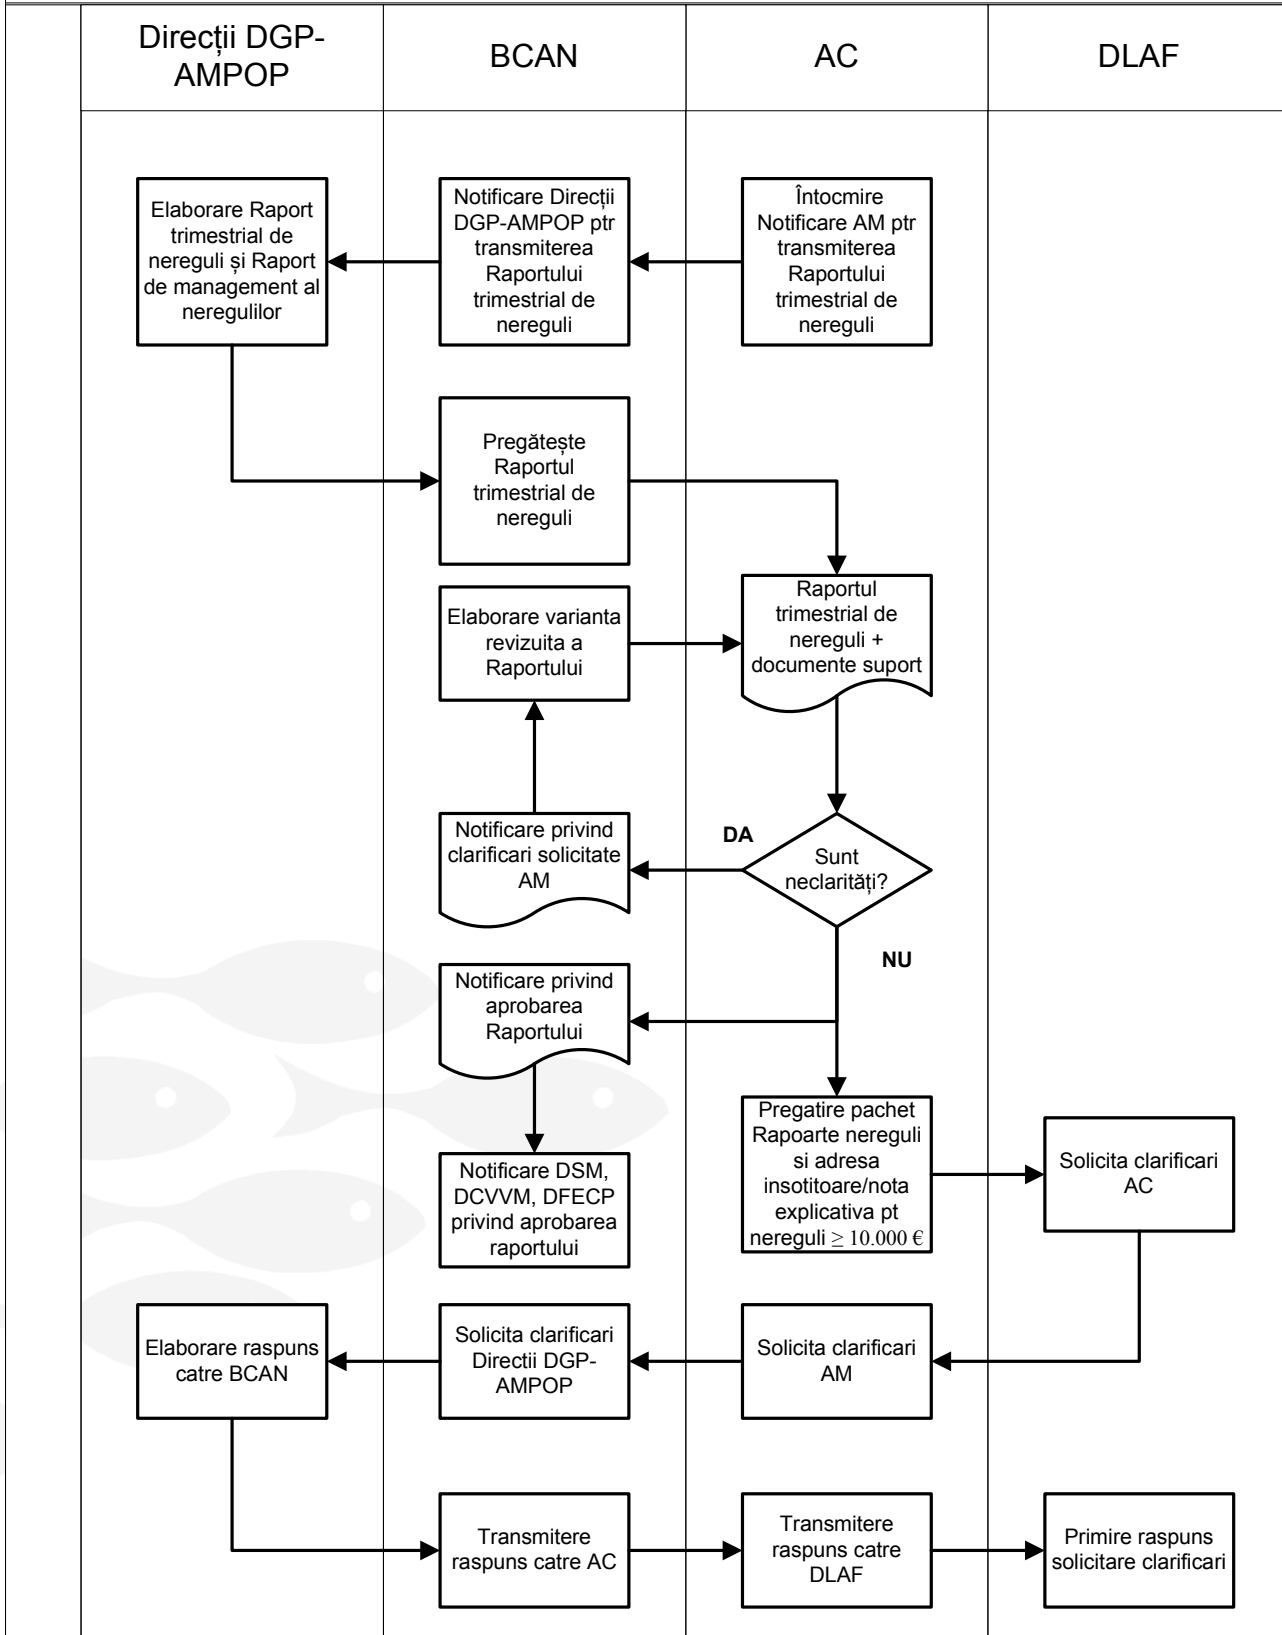 Direcții DGP-
AMPOP
BCAN
AC
DLAF
Elaborare Raport
trimestrial de
nereguli și Raport
de management al
neregulilor
Notificare Direcții
DGP-AMPOP ptr
transmiterea
Raportului
trimestrial de
nereguli
Întocmire
Notificare AM ptr
transmiterea
Raportului
trimestrial de
nereguli
Pregătește
Raportul
trimestrial de
nereguli
Elaborare varianta
revizuita a
Raportului
Raportul
trimestrial de
nereguli +
documente suport
Notificare privind
clarificari solicitate
AM
DA
Sunt
neclarități?
NU
Notificare privind
aprobarea
Raportului
Notificare DSM,
DCVVM, DFECP
privind aprobarea
raportului
Pregatire pachet
Rapoarte nereguli
si adresa
insotitoare/nota
explicativa pt
nereguli ≥ 10.000 €
Solicita clarificari
AC
Elaborare raspuns
catre BCAN
Solicita clarificari
Directii DGP-
AMPOP
Solicita clarificari
AM
Transmitere
raspuns catre AC
Transmitere
raspuns catre
DLAF
Primire raspuns
solicitare clarificari